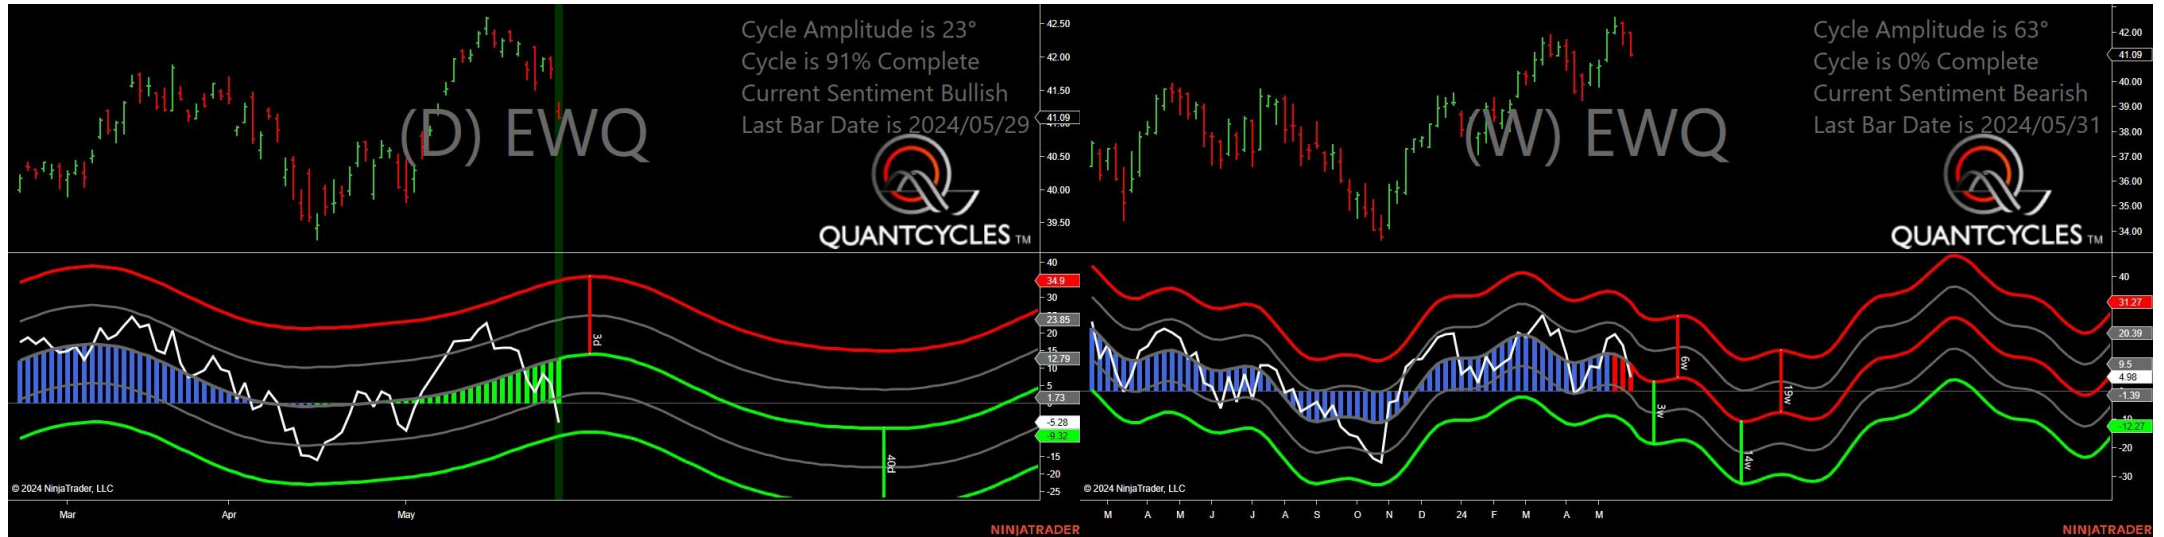 Cycle Amplitude is 23°
Cycle is 91% Complete
Current Sentiment Bullish
Last Bar Date is 2024/05/29
(D) EWQ
QUANTCYCLES TM
42.50
42.00
41.50
41.09
40.50
40.00
39.50
40
34.9
30
23.85
20
15
12.79
10
5
1.73
-5.28
-9.32
-15
-20
-25
3d
40d
© 2024 NinjaTrader, LLC
Mar
Apr
May
NINJATRADER
Cycle Amplitude is 63°
Cycle is 0% Complete
Current Sentiment Bearish
Last Bar Date is 2024/05/31
(W) EWQ
QUANTCYCLES TM
42.00
41.09
40.00
39.00
38.00
37.00
36.00
35.00
34.00
40
31.27
20.39
9.5
4.98
-1.39
-12.27
-20
-30
6w
3w
19w
14w
© 2024 NinjaTrader, LLC
M A M J J A S O N D 24 F M A M
NINJATRADER